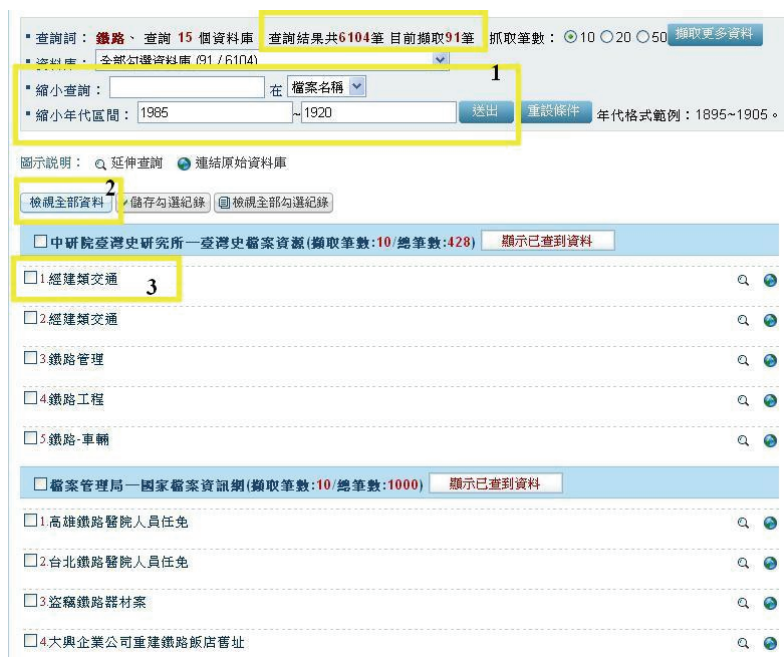 ▪查詢詞：鐵路、 查詢 15 個資料庫 查詢結果共6104筆 目前擷取91筆 抓取筆數：10 20 50 擷取更多資料
▪資料庫：全部勾選資料庫 (91 / 6104)
1
▪縮小查詢： 在 檔案名稱
▪縮小年代區間：1985 ~1920 送出 重設條件 年代格式範例：1895~1905。
圖示說明： 延伸查詢 連結原始資料庫
2
檢視全部資料 儲存勾選紀錄 檢視全部勾選紀錄
中研院臺灣史研究所—臺灣史檔案資源(擷取筆數:10/總筆數:428) 顯示已查到資料
1.經建類交通 3
2.經建類交通
3.鐵路管理
4.鐵路工程
5.鐵路-車輛
檔案管理局—國家檔案資訊網(擷取筆數:10/總筆數:1000) 顯示已查到資料
1.高雄鐵路醫院人員任免
2.台北鐵路醫院人員任免
3.盜竊鐵路器材案
4.大興企業公司重建鐵路飯店舊址